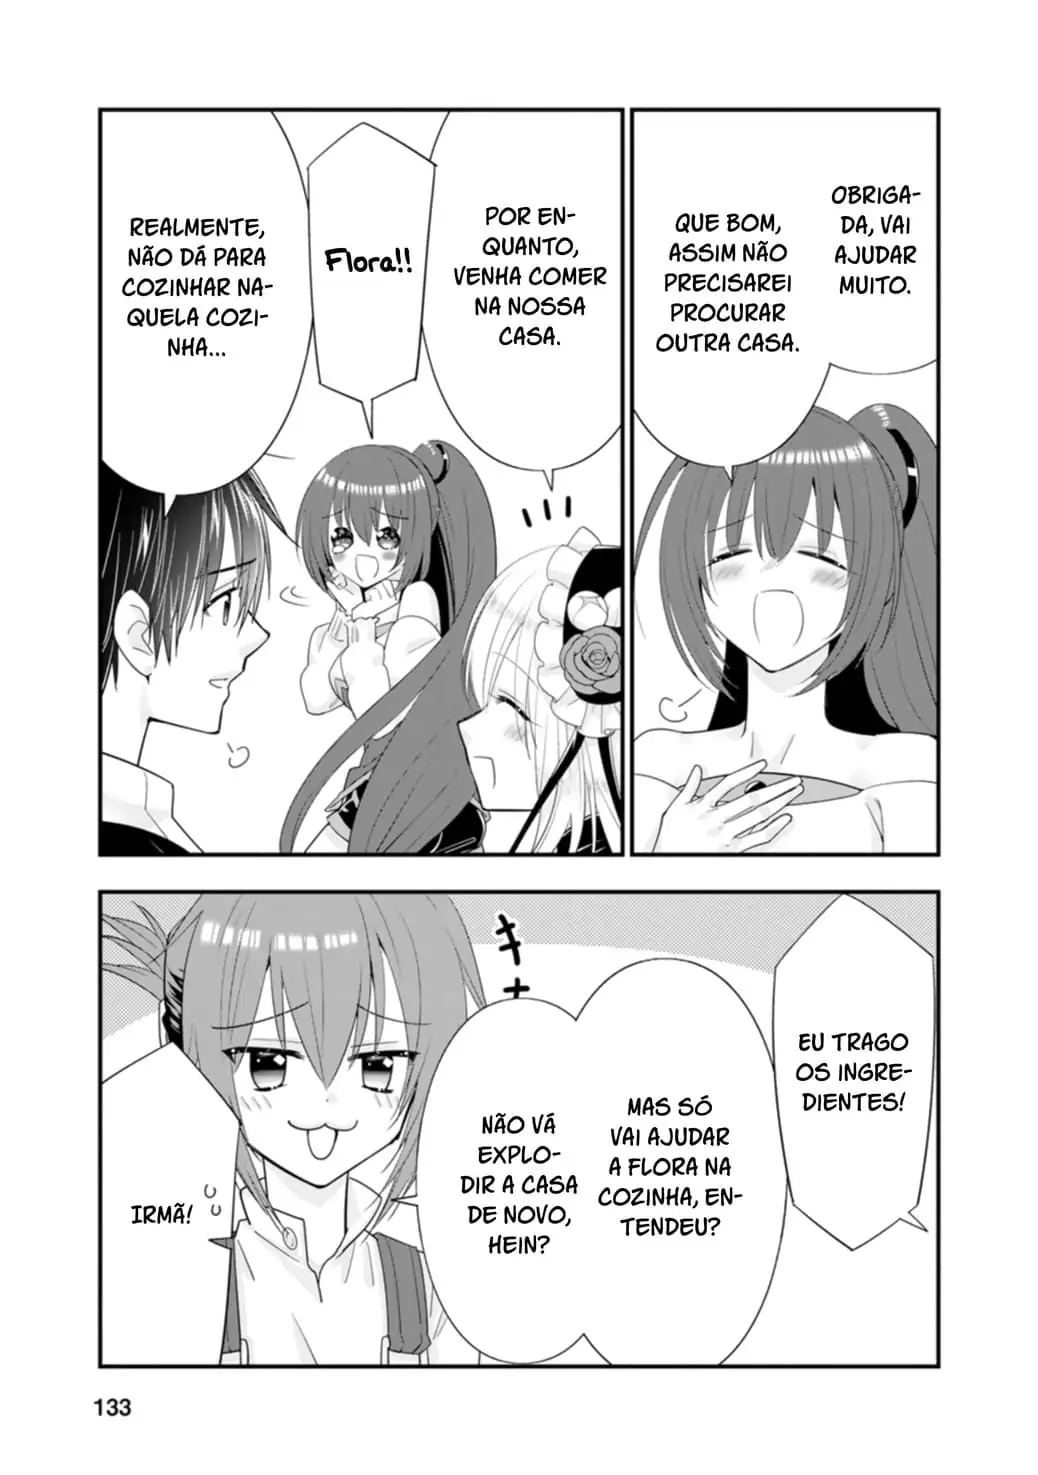 OBRIGA-
DA, VAI
AJUDAR
MUITO.
QUE BOM,
ASSIM NÃO
PRECISAREI
PROCURAR
OUTRA CASA.
POR EN-
QUANTO,
VENHA COMER
NA NOSSA
CASA.
Flora!!
REALMENTE,
NÃO DÁ PARA
COZINHAR NA-
QUELA COZI-
NHA...
EU TRAGO
OS INGRE-
DIENTES!
MAS SÓ
VAI AJUDAR
A FLORA NA
COZINHA, EN-
TENDEU?
NÃO VÁ
EXPLO-
DIR A CASA
DE NOVO,
HEIN?
IRMÃ!
133